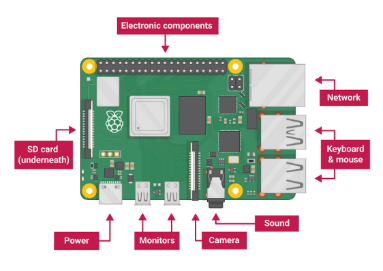 Electronic components
Network
SD card
(underneath)
Keyboard
& mouse
Sound
Power
Monitors
Camera